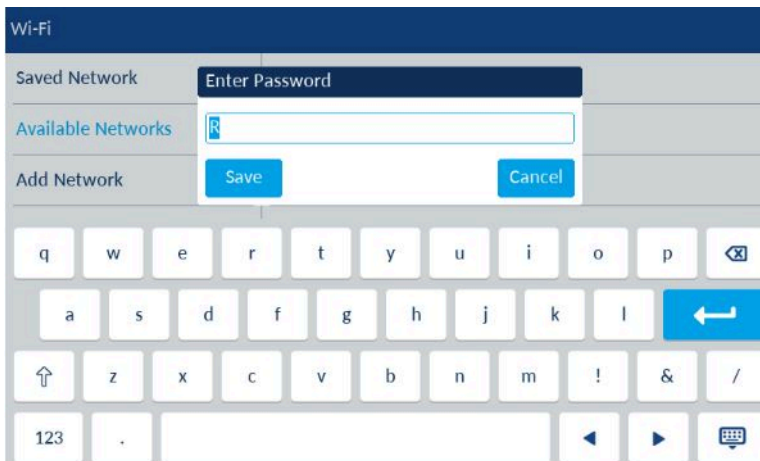 Wi-Fi
Saved Network
Enter Password
Available Networks
R
Add Network
Save
Cancel
q w e r t y u i o p
a s d f g h j k l
z x c v b n m ! & /
123 .